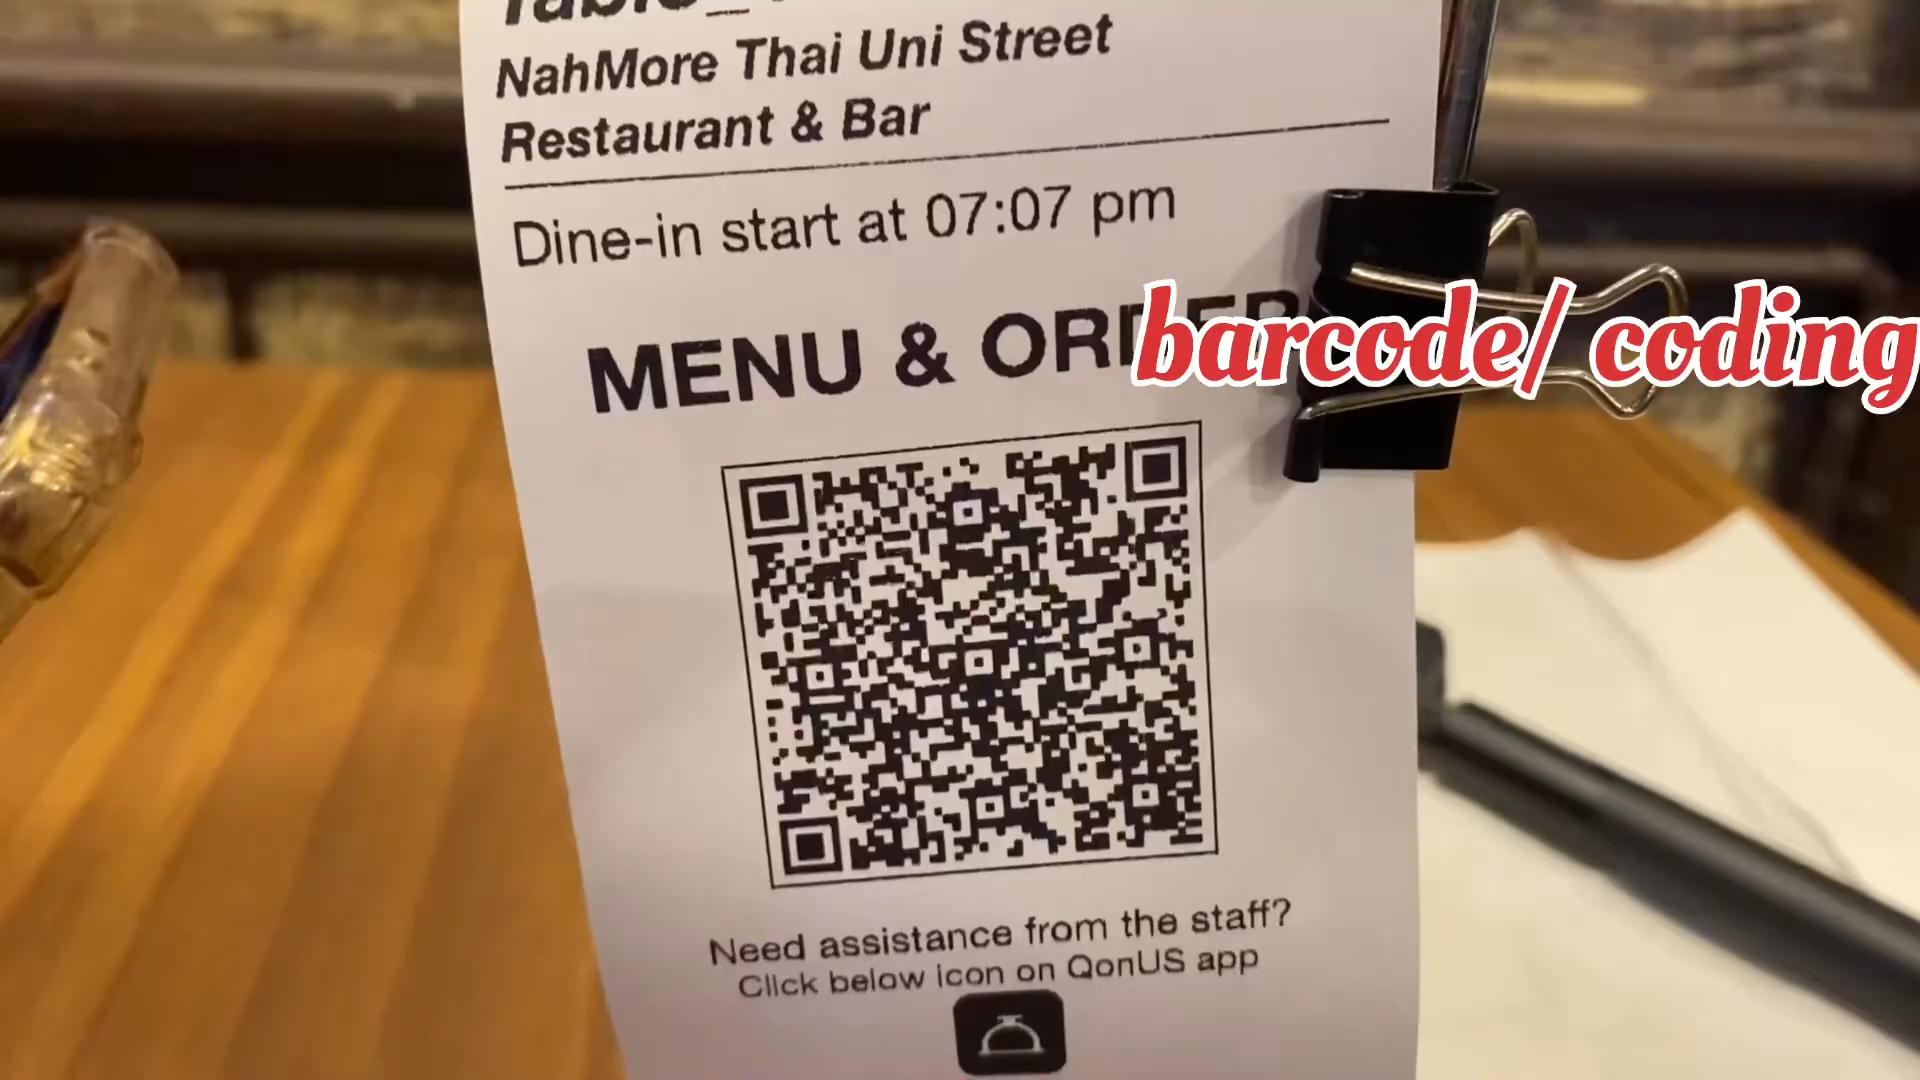 NahMore Thai Uni Street
Restaurant & Bar
Dine-in start at 07:07 pm
MENU & ORDER
barcode/ coding
Need assistance from the staff?
Click below icon on QonUS app